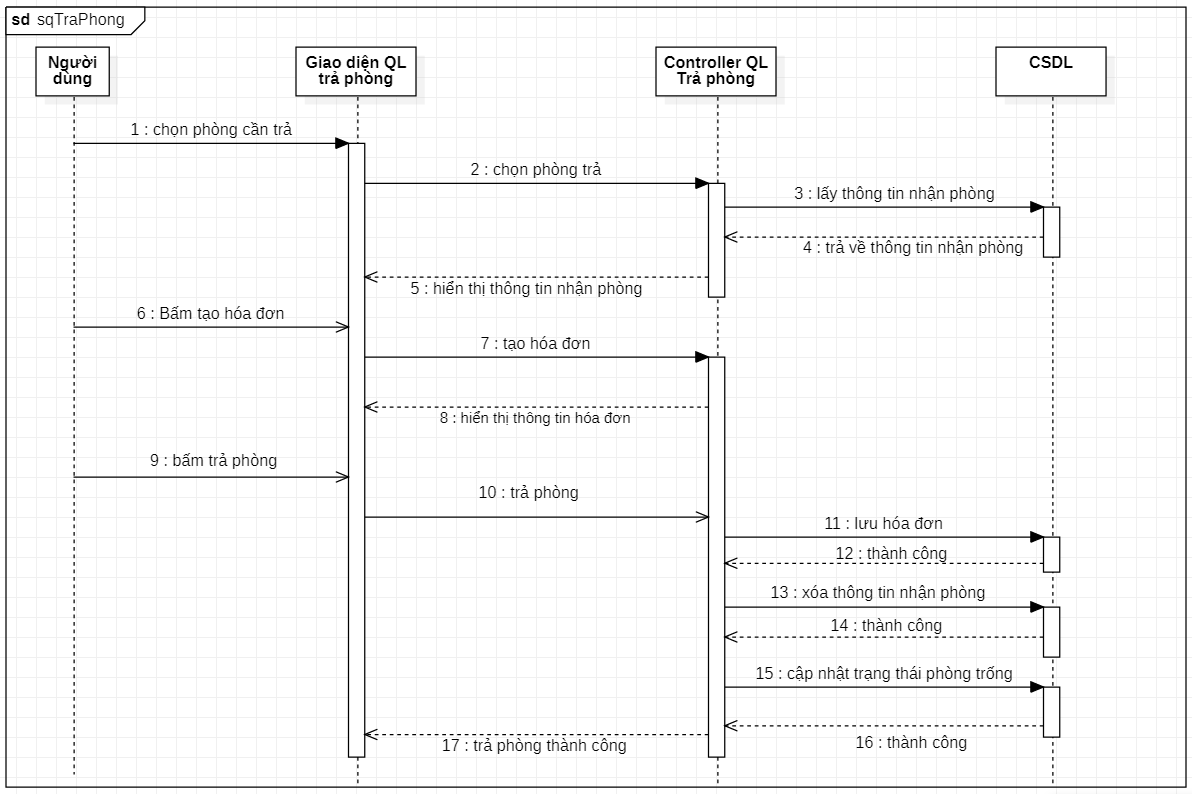 sd sqTraPhong
Người
dùng
Giao diện QL
trả phòng
Controller QL
Trả phòng
CSDL
1 : chọn phòng cần trả
2 : chọn phòng trả
3 : lấy thông tin nhận phòng
4 : trả về thông tin nhận phòng
5 : hiển thị thông tin nhận phòng
6 : Bấm tạo hóa đơn
7 : tạo hóa đơn
8 : hiển thị thông tin hóa đơn
9 : bấm trả phòng
10 : trả phòng
11 : lưu hóa đơn
12 : thành công
13 : xóa thông tin nhận phòng
14 : thành công
15 : cập nhật trạng thái phòng trống
16 : thành công
17 : trả phòng thành công